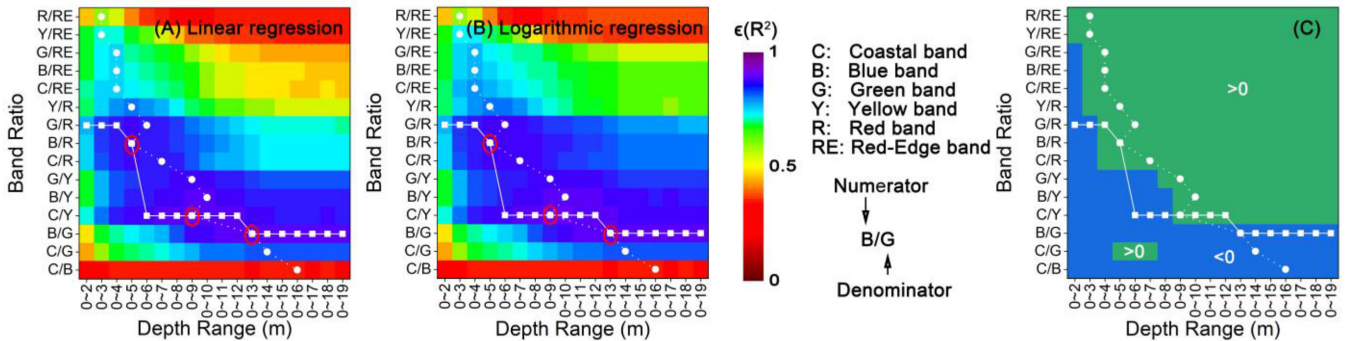 (A) Linear regression
Band Ratio
R/RE
Y/RE
G/RE
B/RE
C/RE
Y/R
G/R
B/R
C/R
G/Y
B/Y
C/Y
B/G
C/G
C/B
0~2
0~3
0~4
0~5
0~6
0~7
0~8
0~9
0~10
0~11
0~12
0~13
0~14
0~15
0~16
0~17
0~18
0~19
Depth Range (m)
(B) Logarithmic regression
R/RE
Y/RE
G/RE
B/RE
C/RE
Y/R
G/R
B/R
C/R
G/Y
B/Y
C/Y
B/G
C/G
C/B
0~2
0~3
0~4
0~5
0~6
0~7
0~8
0~9
0~10
0~11
0~12
0~13
0~14
0~15
0~16
0~17
0~18
0~19
Depth Range (m)
ϵ(R²)
1
0.5
0
C: Coastal band
B: Blue band
G: Green band
Y: Yellow band
R: Red band
RE: Red-Edge band
Numerator
B/G
Denominator
(C)
Band Ratio
R/RE
Y/RE
G/RE
B/RE
C/RE
Y/R
G/R
B/R
C/R
G/Y
B/Y
C/Y
B/G
C/G
C/B
>0
>0
<0
0~2
0~3
0~4
0~5
0~6
0~7
0~8
0~9
0~10
0~11
0~12
0~13
0~14
0~15
0~16
0~17
0~18
0~19
Depth Range (m)